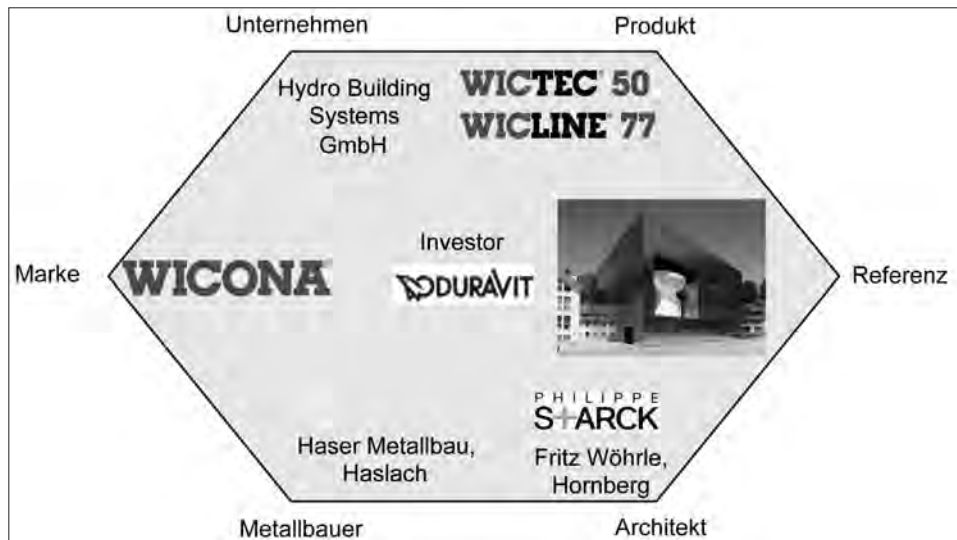 Unternehmen
Produkt
Hydro Building
Systems
GmbH
WICTEC 50
WICLINE 77
Marke
WICONA
Investor
DURAVIT
Referenz
Haser Metallbau,
Haslach
PHILIPPE
S+ARCK
Fritz Wöhrle,
Hornberg
Metallbauer
Architekt